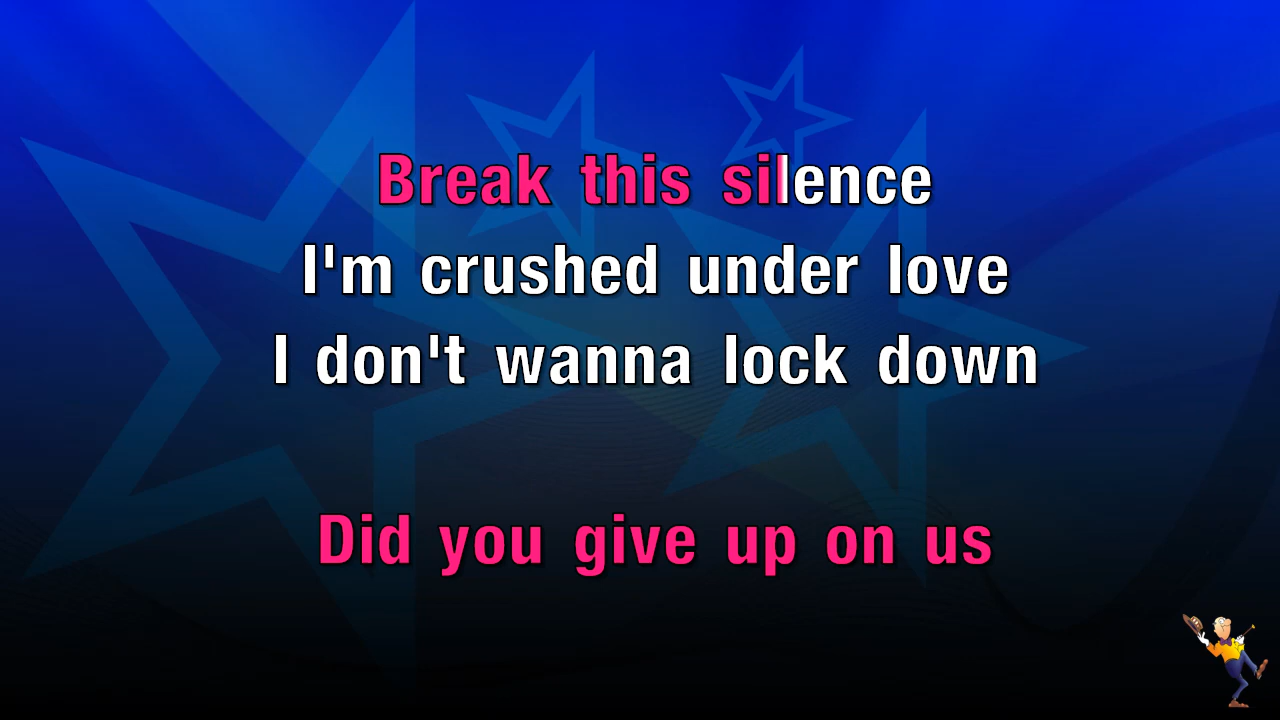 Break this silence
I'm crushed under love
I don't wanna lock down
Did you give up on us